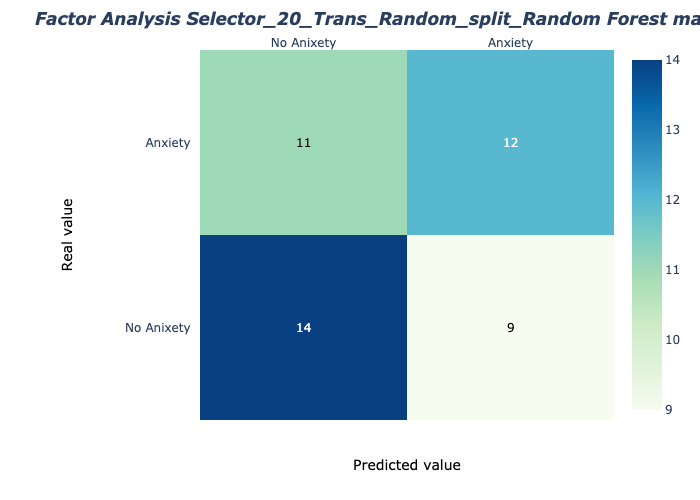 Factor Analysis Selector_20_Trans_Random_split_Random Forest ma
No Anixety Anxiety
14
13
12
11
10
9
Anxiety 11 12
No Anixety 14 9
Real value
Predicted value